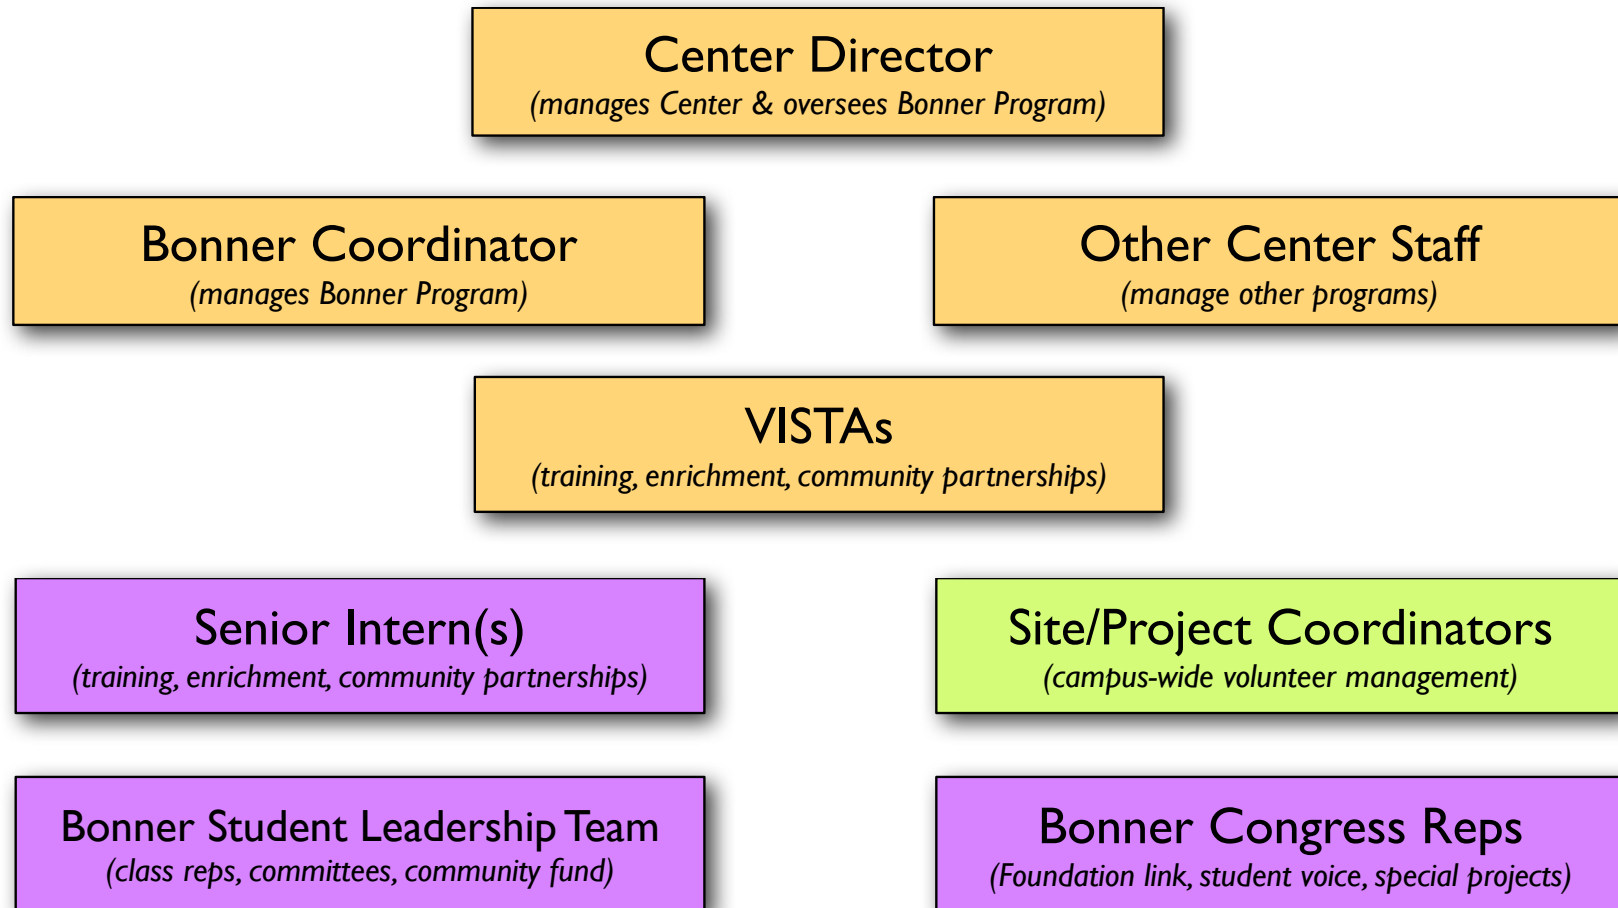 Center Director
(manages Center & oversees Bonner Program)
Bonner Coordinator
(manages Bonner Program)
Other Center Staff
(manage other programs)
VISTAs
(training, enrichment, community partnerships)
Senior Intern(s)
(training, enrichment, community partnerships)
Site/Project Coordinators
(campus-wide volunteer management)
Bonner Student Leadership Team
(class reps, committees, community fund)
Bonner Congress Reps
(Foundation link, student voice, special projects)